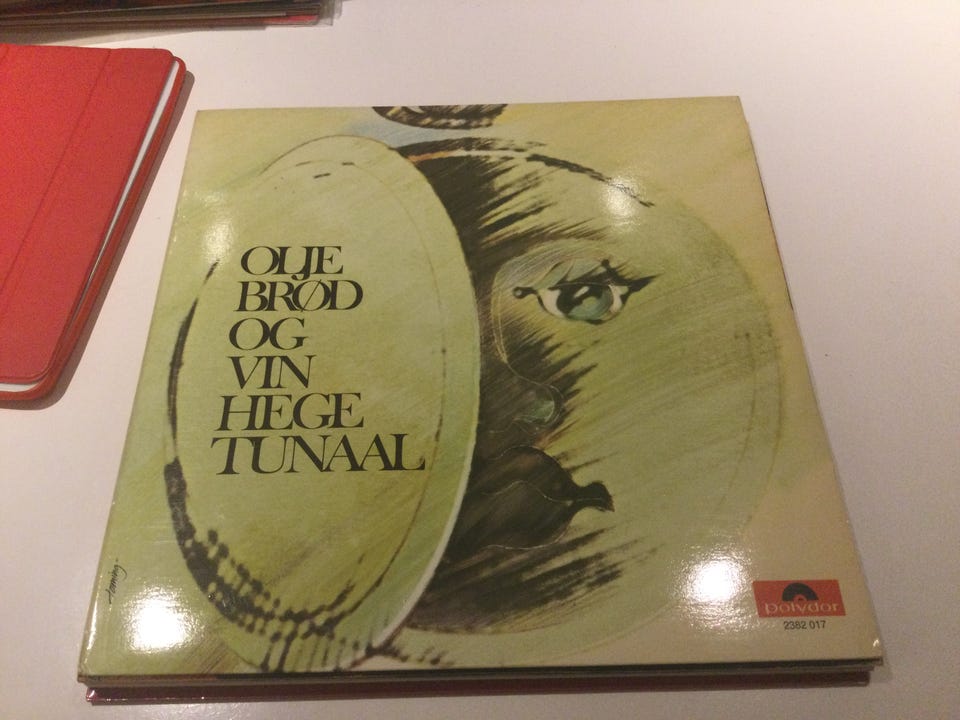 OLJE
BRØD
OG
VIN
HEGE
TUNAAL
polydor
2382 017